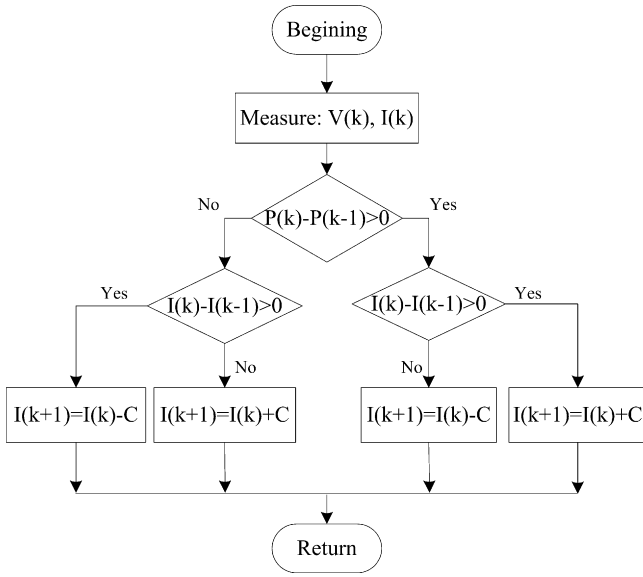 Begining
Measure: V(k), I(k)
No
P(k)-P(k-1)>0
Yes
Yes
I(k)-I(k-1)>0
I(k)-I(k-1)>0
Yes
No
No
I(k+1)=I(k)-C
I(k+1)=I(k)+C
I(k+1)=I(k)-C
I(k+1)=I(k)+C
Return